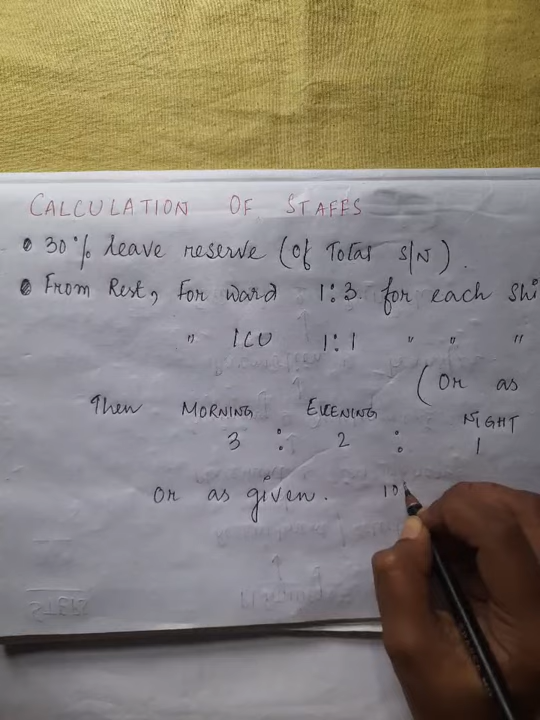 CALCULATION OF STAFFS
• 30% leave reserve (Of Total S/N).
• From Rest, For ward 1:3. for each Shi
" ICU 1:1 " " "
(Or as
Then MORNING EVENING NIGHT
3 : 2 : 1
Or as given. 10